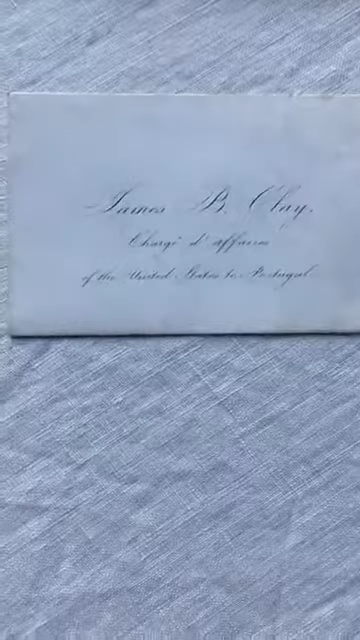 James B. Clay,
Chargé d'affaires
of the United States to Portugal